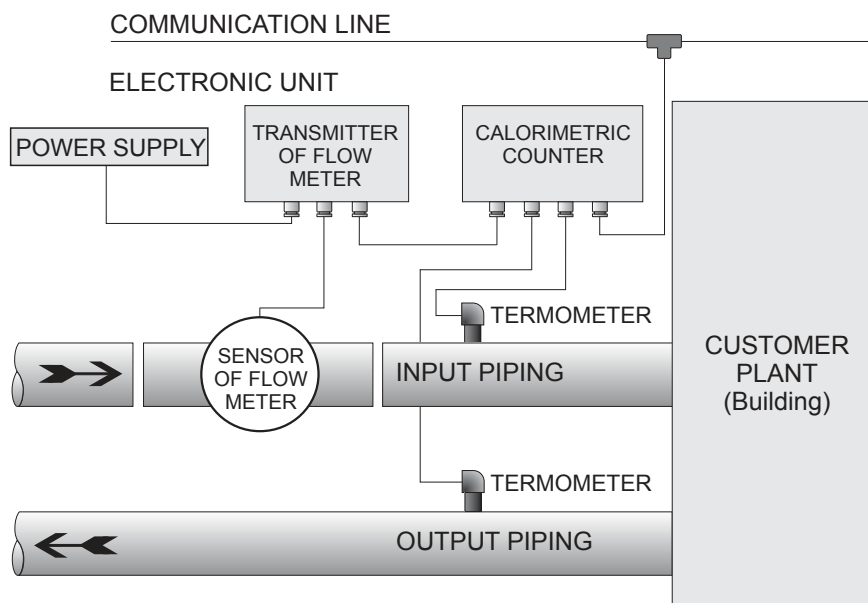 COMMUNICATION LINE
ELECTRONIC UNIT
POWER SUPPLY
TRANSMITTER
OF FLOW
METER
CALORIMETRIC
COUNTER
TERMOMETER
SENSOR
OF FLOW
METER
INPUT PIPING
CUSTOMER
PLANT
(Building)
TERMOMETER
OUTPUT PIPING